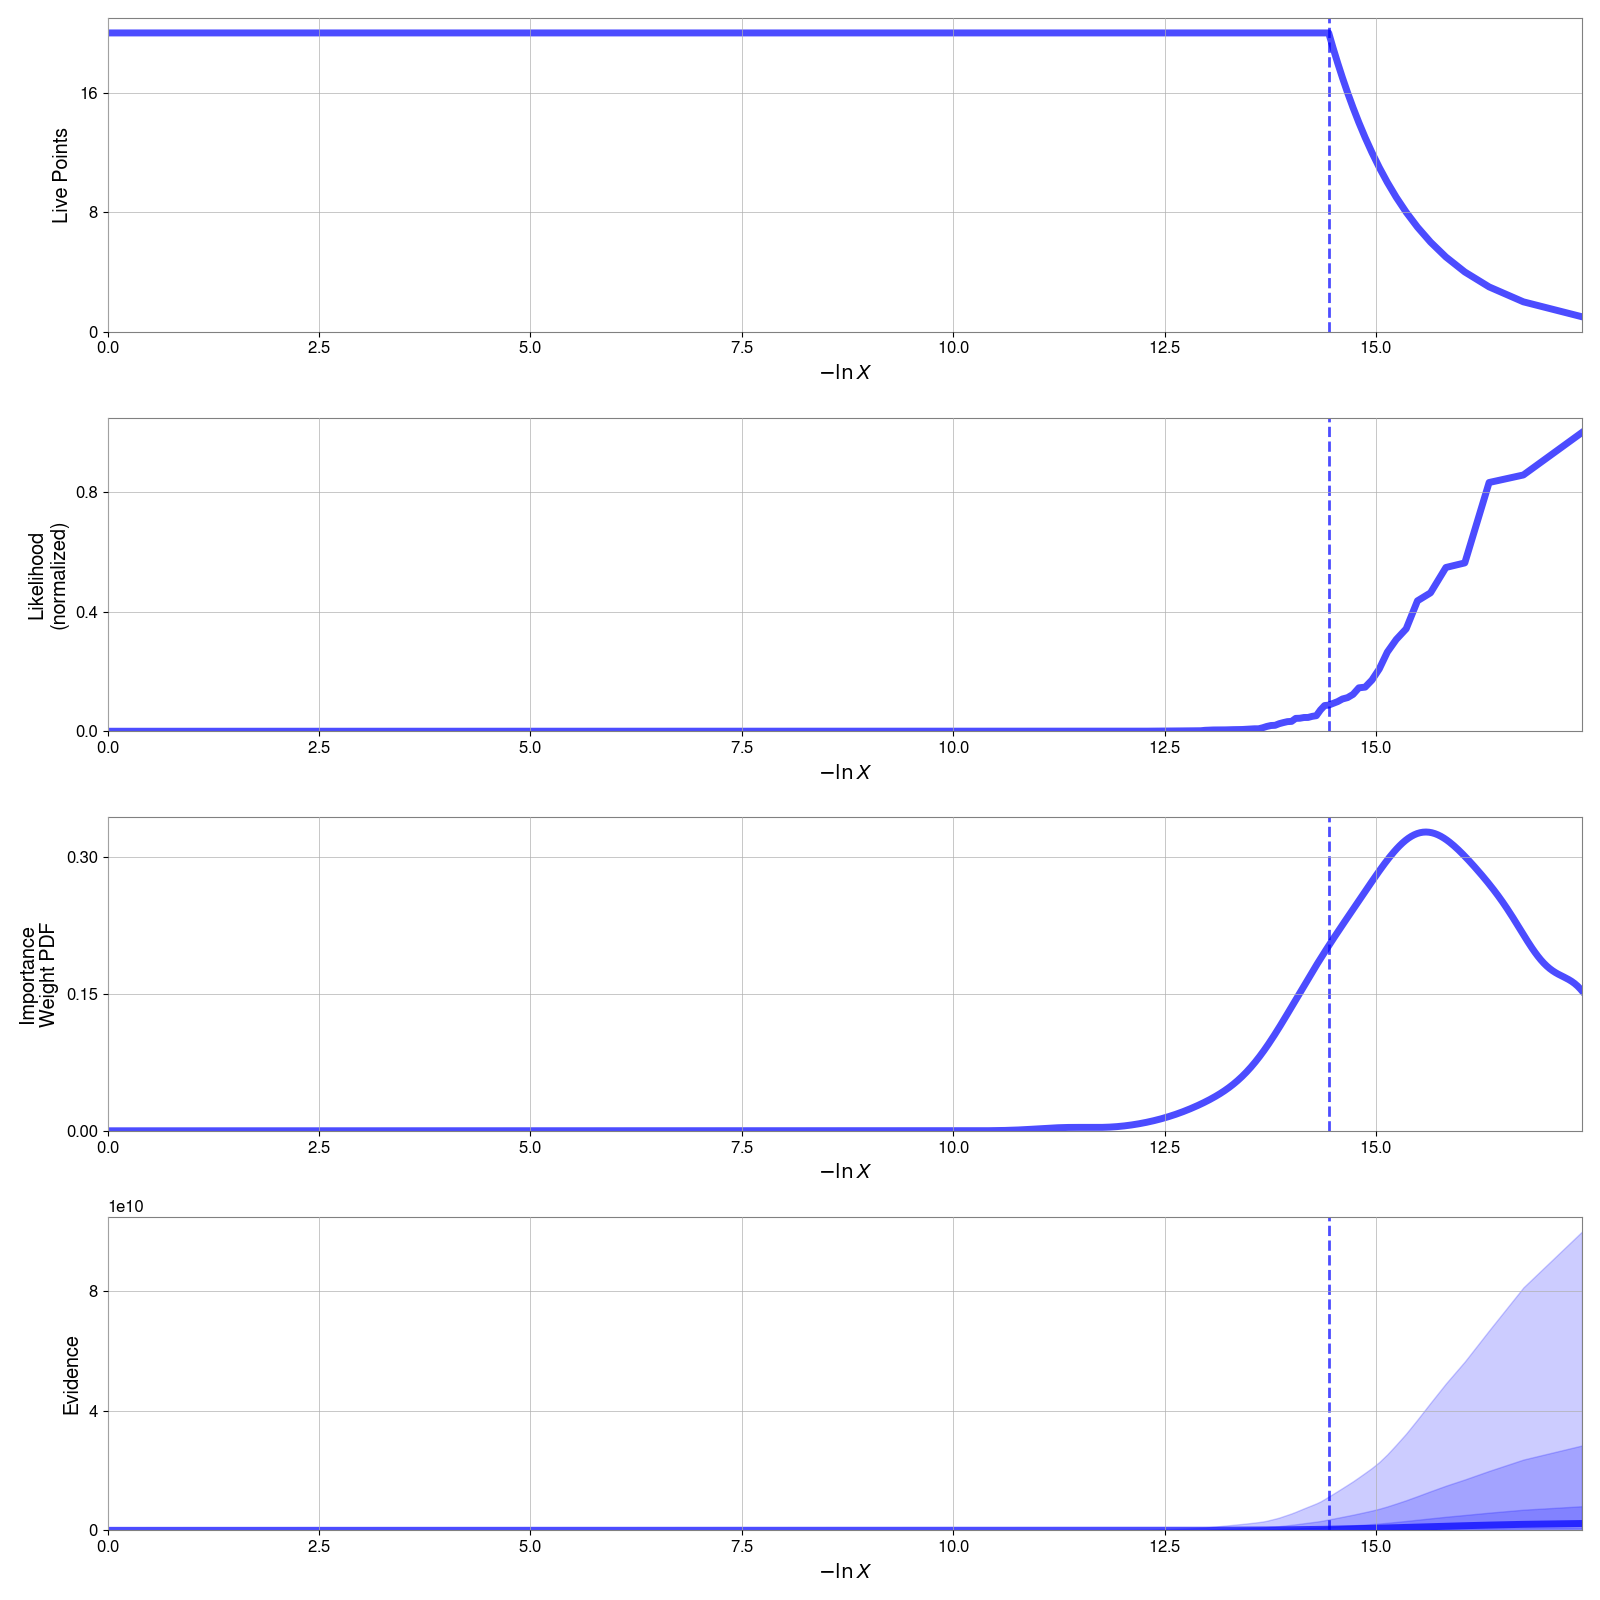 16
8
0
Live Points
0.0 2.5 5.0 7.5 10.0 12.5 15.0
−ln X
0.8
0.4
0.0
Likelihood
(normalized)
0.0 2.5 5.0 7.5 10.0 12.5 15.0
−ln X
0.30
0.15
0.00
Importance
Weight PDF
0.0 2.5 5.0 7.5 10.0 12.5 15.0
−ln X
1e10
8
4
0
Evidence
0.0 2.5 5.0 7.5 10.0 12.5 15.0
−ln X